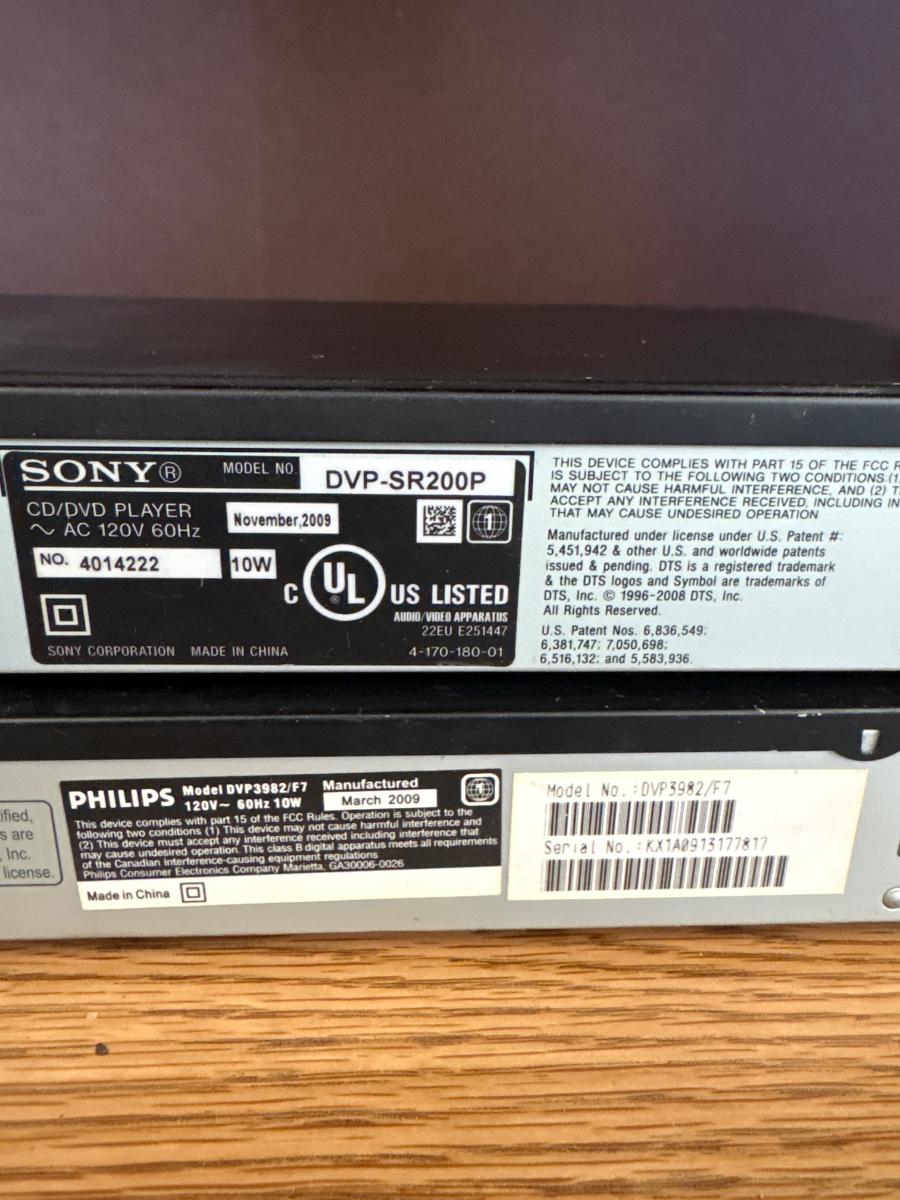 SONY® MODEL NO. DVP-SR200P
CD/DVD PLAYER
~ AC 120V 60Hz
November,2009
1
NO. 4014222
10W
C UL® US LISTED
AUDIO/VIDEO APPARATUS
22EU E251447
SONY CORPORATION MADE IN CHINA
4-170-180-01
THIS DEVICE COMPLIES WITH PART 15 OF THE FCC R
IS SUBJECT TO THE FOLLOWING TWO CONDITIONS (1
MAY NOT CAUSE HARMFUL INTERFERENCE, AND (2) T
ACCEPT ANY INTERFERENCE RECEIVED, INCLUDING IN
THAT MAY CAUSE UNDESIRED OPERATION
Manufactured under license under U.S. Patent #:
5,451,942 & other U.S. and worldwide patents
issued & pending. DTS is a registered trademark
& the DTS logos and Symbol are trademarks of
DTS, Inc. © 1996-2008 DTS, Inc.
All Rights Reserved.
U.S. Patent Nos. 6,836,549;
6,381,747; 7,050,698;
6,516,132; and 5,583,936.
ified,
s are
, Inc.
license.
PHILIPS Model DVP3982/F7 Manufactured
120V~ 60Hz 10W March 2009
1
This device complies with part 15 of the FCC Rules. Operation is subject to the
following two conditions (1) This device may not cause harmful interference and
(2) This device must accept any interference received including interference that
may cause undesired operation. This class B digital apparatus meets all requirements
of the Canadian interference-causing equipment regulations
Philips Consumer Electronics Company Marietta, GA30006-0026
Made in China
Model No.:DVP3982/F7
Serial No.:KX1A0913177817